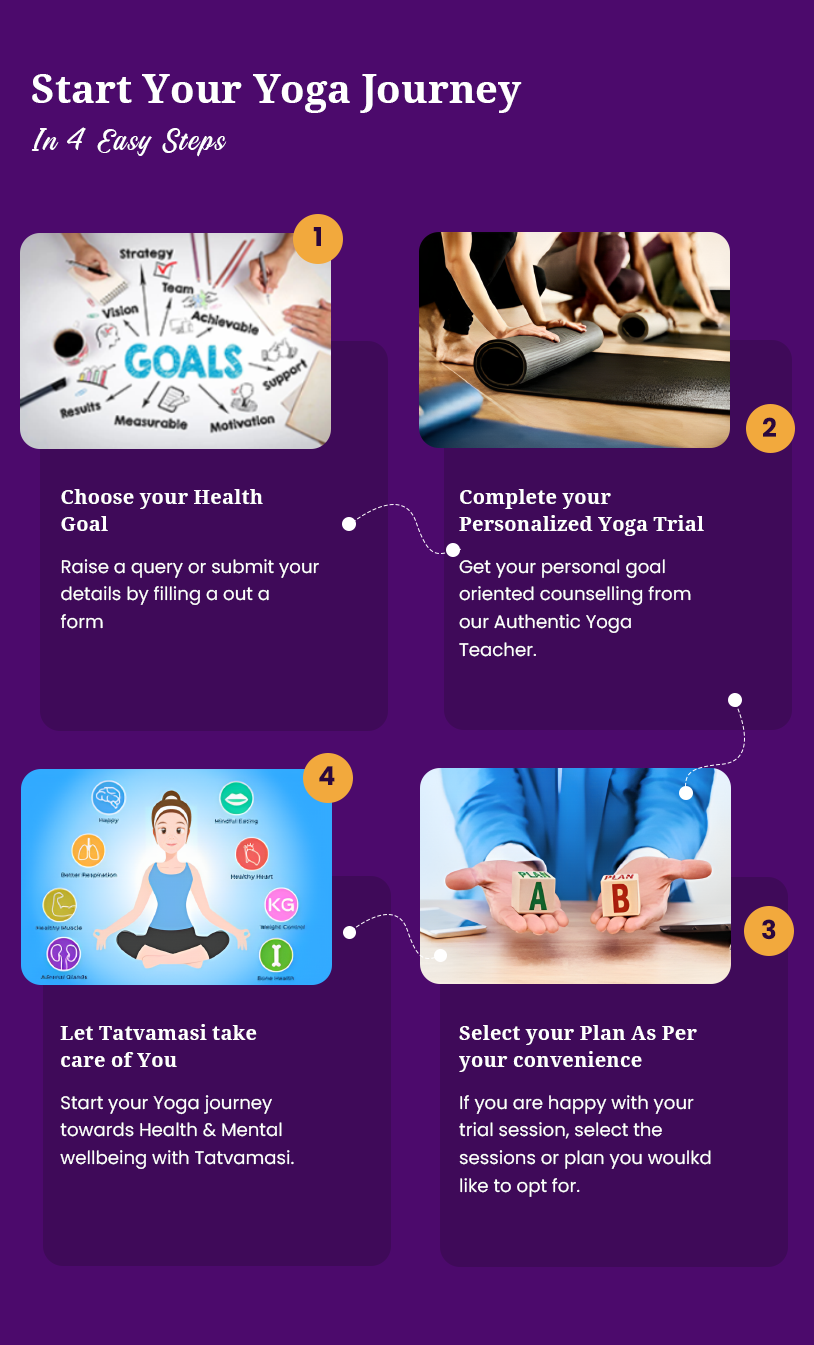 Start Your Yoga Journey
In 4 Easy Steps
1
Strategy
Team
Vision
Achievable
GOALS
Support
Results
Measurable
Motivation
Choose your Health
Goal
Raise a query or submit your
details by filling a out a
form
2
Complete your
Personalized Yoga Trial
Get your personal goal
oriented counselling from
our Authentic Yoga
Teacher.
PLAN
A
PLAN
B
3
Select your Plan As Per
your convenience
If you are happy with your
trial session, select the
sessions or plan you woulkd
like to opt for.
4
Happy
Mindful Eating
Better Respiration
Healthy Heart
KG
Healthy Muscle
Weight Control
Adrenal Glands
Bone Health
Let Tatvamasi take
care of You
Start your Yoga journey
towards Health & Mental
wellbeing with Tatvamasi.